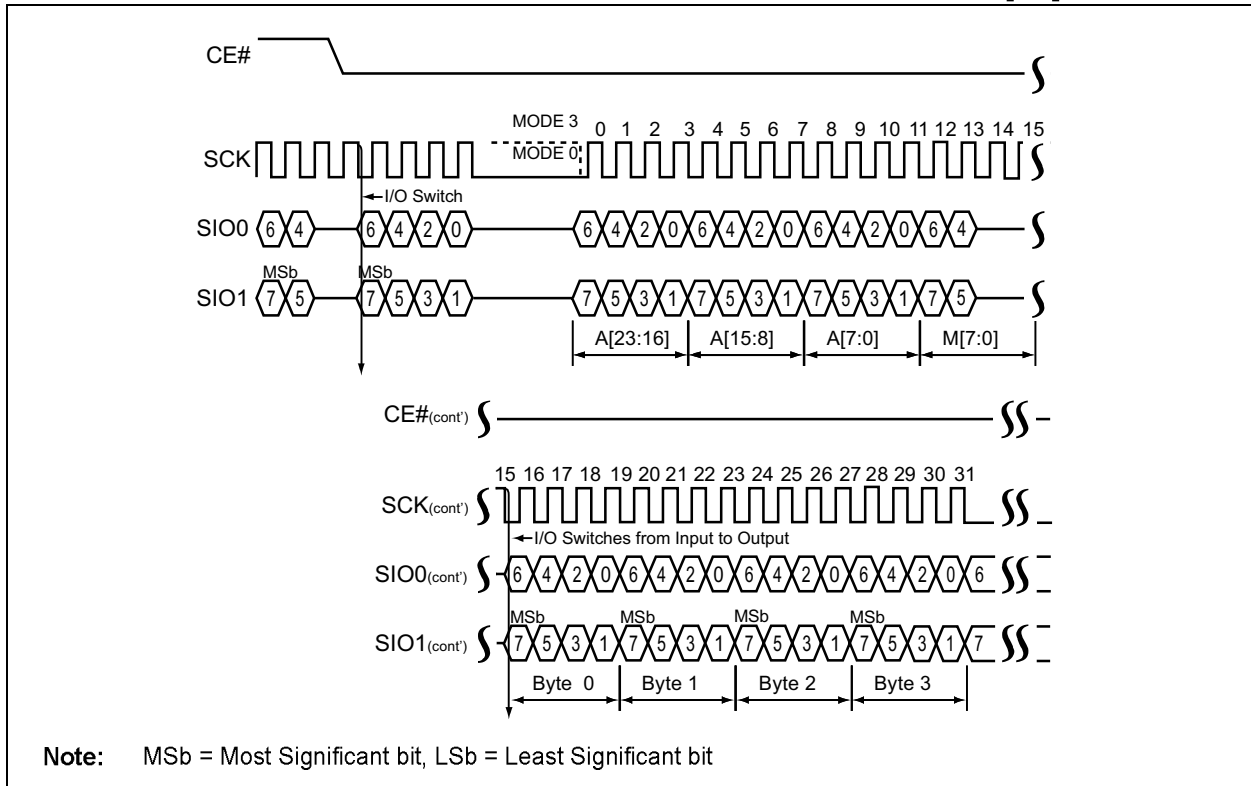 CE#
MODE 3
0 1 2 3 4 5 6 7 8 9 10 11 12 13 14 15
SCK
MODE 0
I/O Switch
SIO0 6 4 6 4 2 0 6 4 2 0 6 4 2 0 6 4 2 0 6 4
MSb MSb
SIO1 7 5 7 5 3 1 7 5 3 1 7 5 3 1 7 5 3 1 7 5
A[23:16] A[15:8] A[7:0] M[7:0]
CE#(cont')
15 16 17 18 19 20 21 22 23 24 25 26 27 28 29 30 31
SCK(cont')
I/O Switches from Input to Output
SIO0(cont') 6 4 2 0 6 4 2 0 6 4 2 0 6 4 2 0 6
MSb MSb MSb MSb
SIO1(cont') 7 5 3 1 7 5 3 1 7 5 3 1 7 5 3 1 7
Byte 0 Byte 1 Byte 2 Byte 3
Note: MSb = Most Significant bit, LSb = Least Significant bit